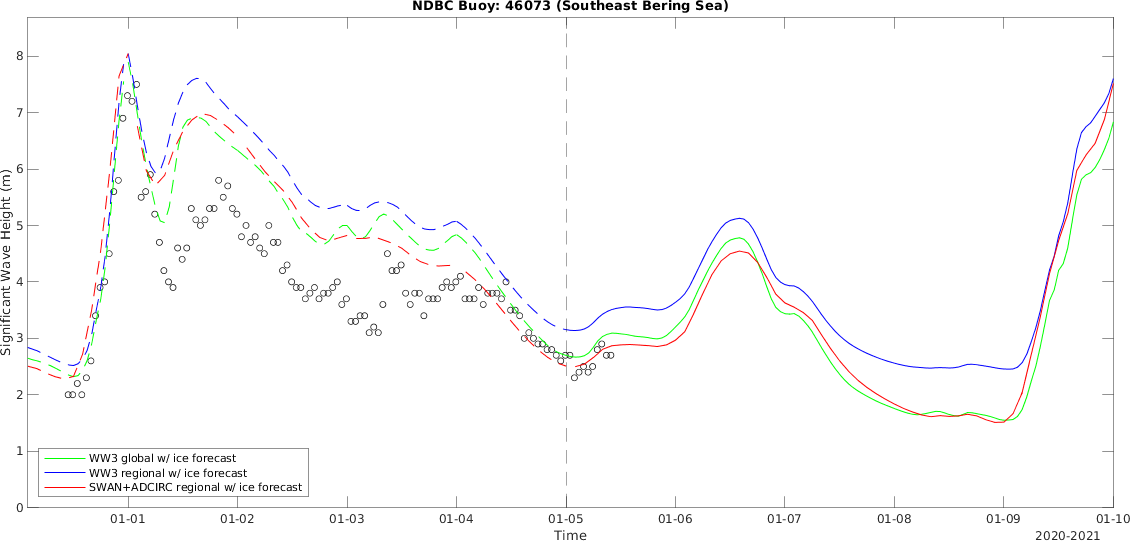 NDBC Buoy: 46073 (Southeast Bering Sea)
Significant Wave Height (m)
8
7
6
5
4
3
2
1
0
WW3 global w/ ice forecast
WW3 regional w/ ice forecast
SWAN+ADCIRC regional w/ ice forecast
01-01 01-02 01-03 01-04 01-05 01-06 01-07 01-08 01-09 01-10
Time
2020-2021